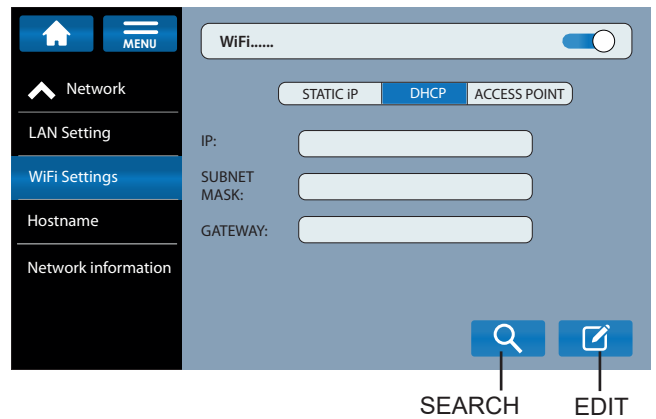 MENU
WiFi......
Network
STATIC iP
DHCP
ACCESS POINT
LAN Setting
IP:
WiFi Settings
SUBNET
MASK:
Hostname
GATEWAY:
Network information
SEARCH
EDIT